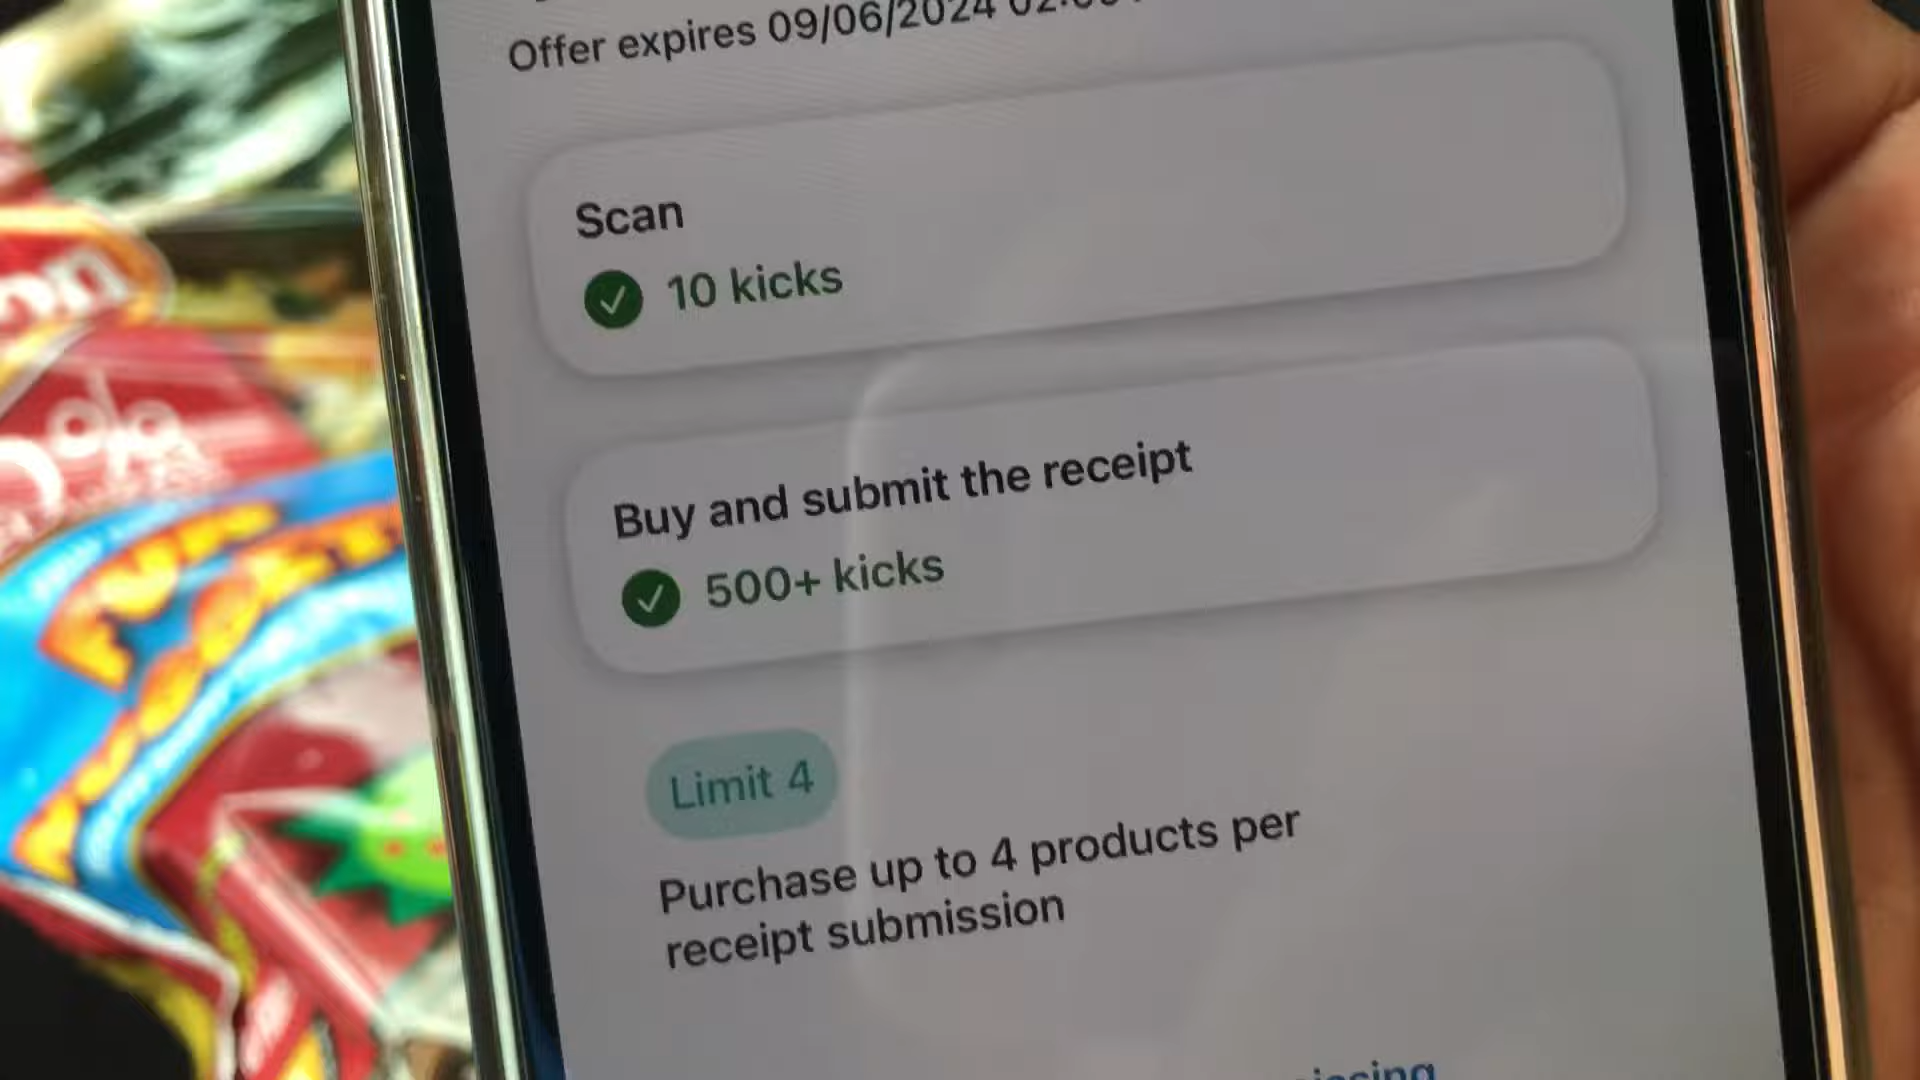 Offer expires 09/06/2024
Scan
10 kicks
Buy and submit the receipt
500+ kicks
Limit 4
Purchase up to 4 products per
receipt submission